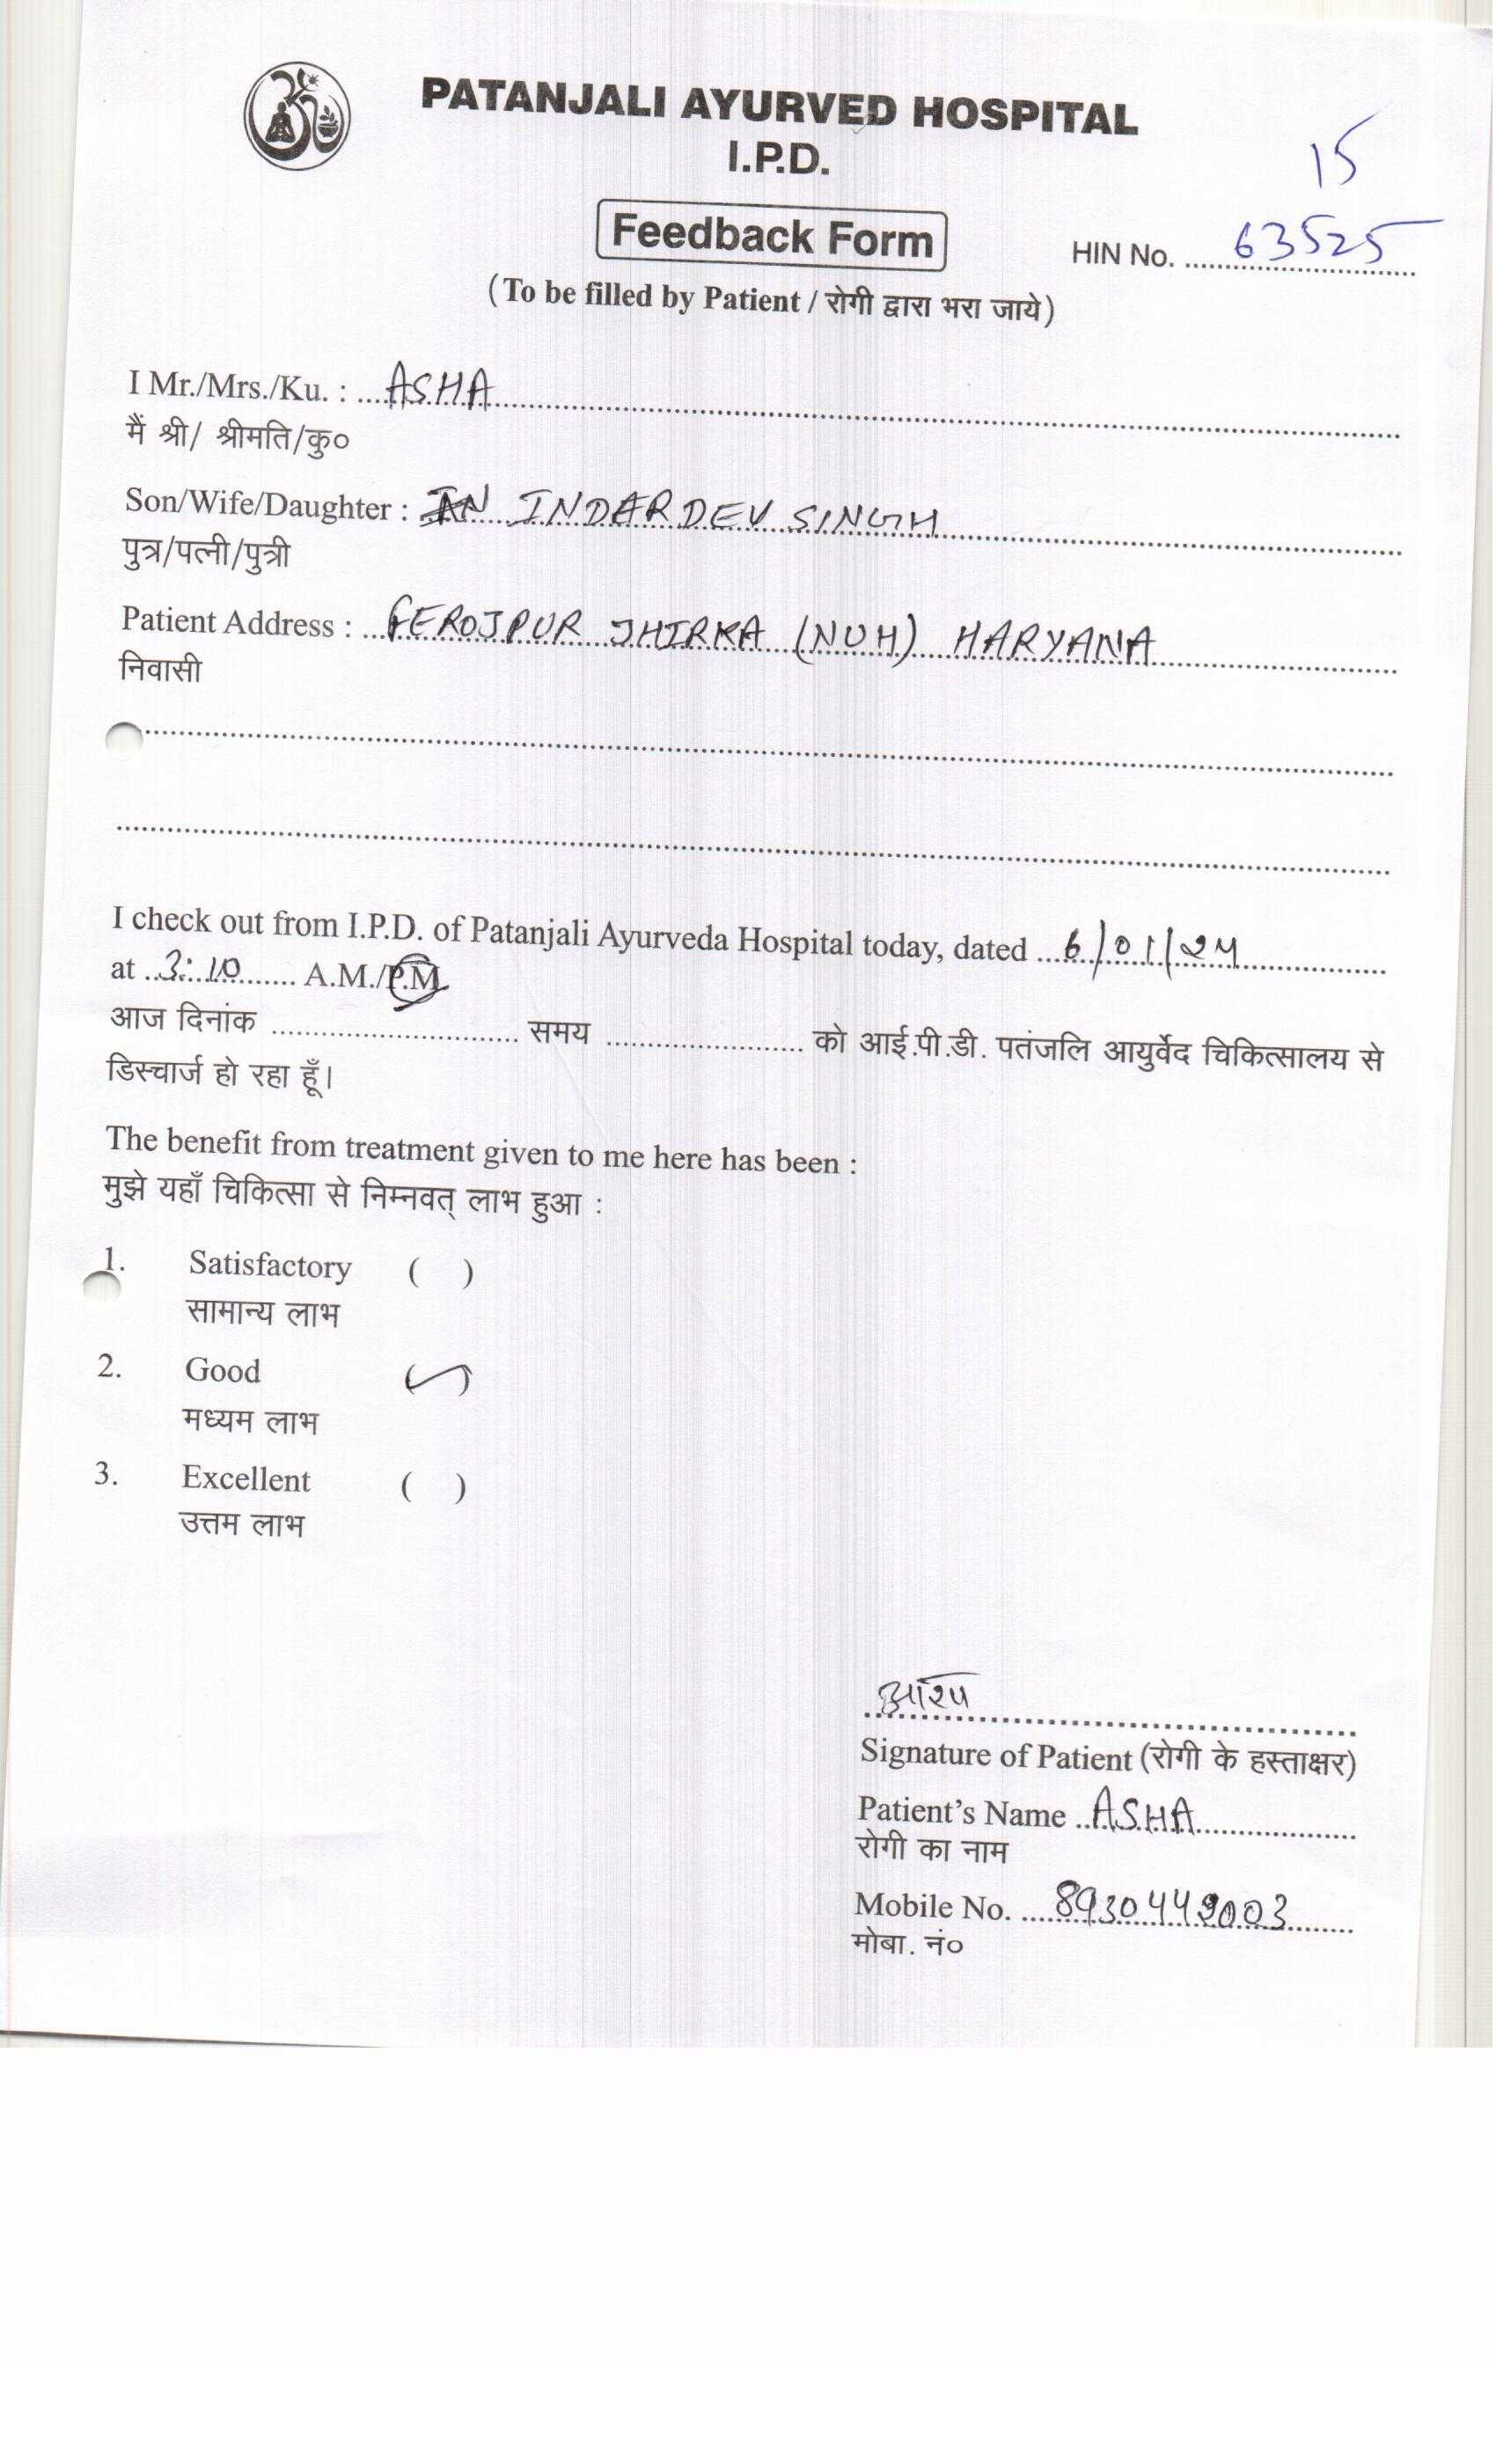 PATANJALI AYURVED HOSPITAL
I.P.D.
15
Feedback Form
HIN No. 63525
(To be filled by Patient / रोगी द्वारा भरा जाये)
I Mr./Mrs./Ku. : ASHA
मैं श्री/ श्रीमति/कु०
Son/Wife/Daughter : INDARDEV SINGH
पुत्र/पत्नी/पुत्री
Patient Address : FEROJPUR JHIRKA (NUH) HARYANA
निवासी
I check out from I.P.D. of Patanjali Ayurveda Hospital today, dated 6/01/24
at 3:10 A.M./P.M.
आज दिनांक ........................ समय ........................ को आई.पी.डी. पतंजलि आयुर्वेद चिकित्सालय से
डिस्चार्ज हो रहा हूँ।
The benefit from treatment given to me here has been :
मुझे यहाँ चिकित्सा से निम्नवत् लाभ हुआ :
1. Satisfactory ( )
सामान्य लाभ
2. Good (✓)
मध्यम लाभ
3. Excellent ( )
उत्तम लाभ
Signature of Patient (रोगी के हस्ताक्षर)
Patient's Name ASHA
रोगी का नाम
Mobile No. 8930442003
मोबा. नं०